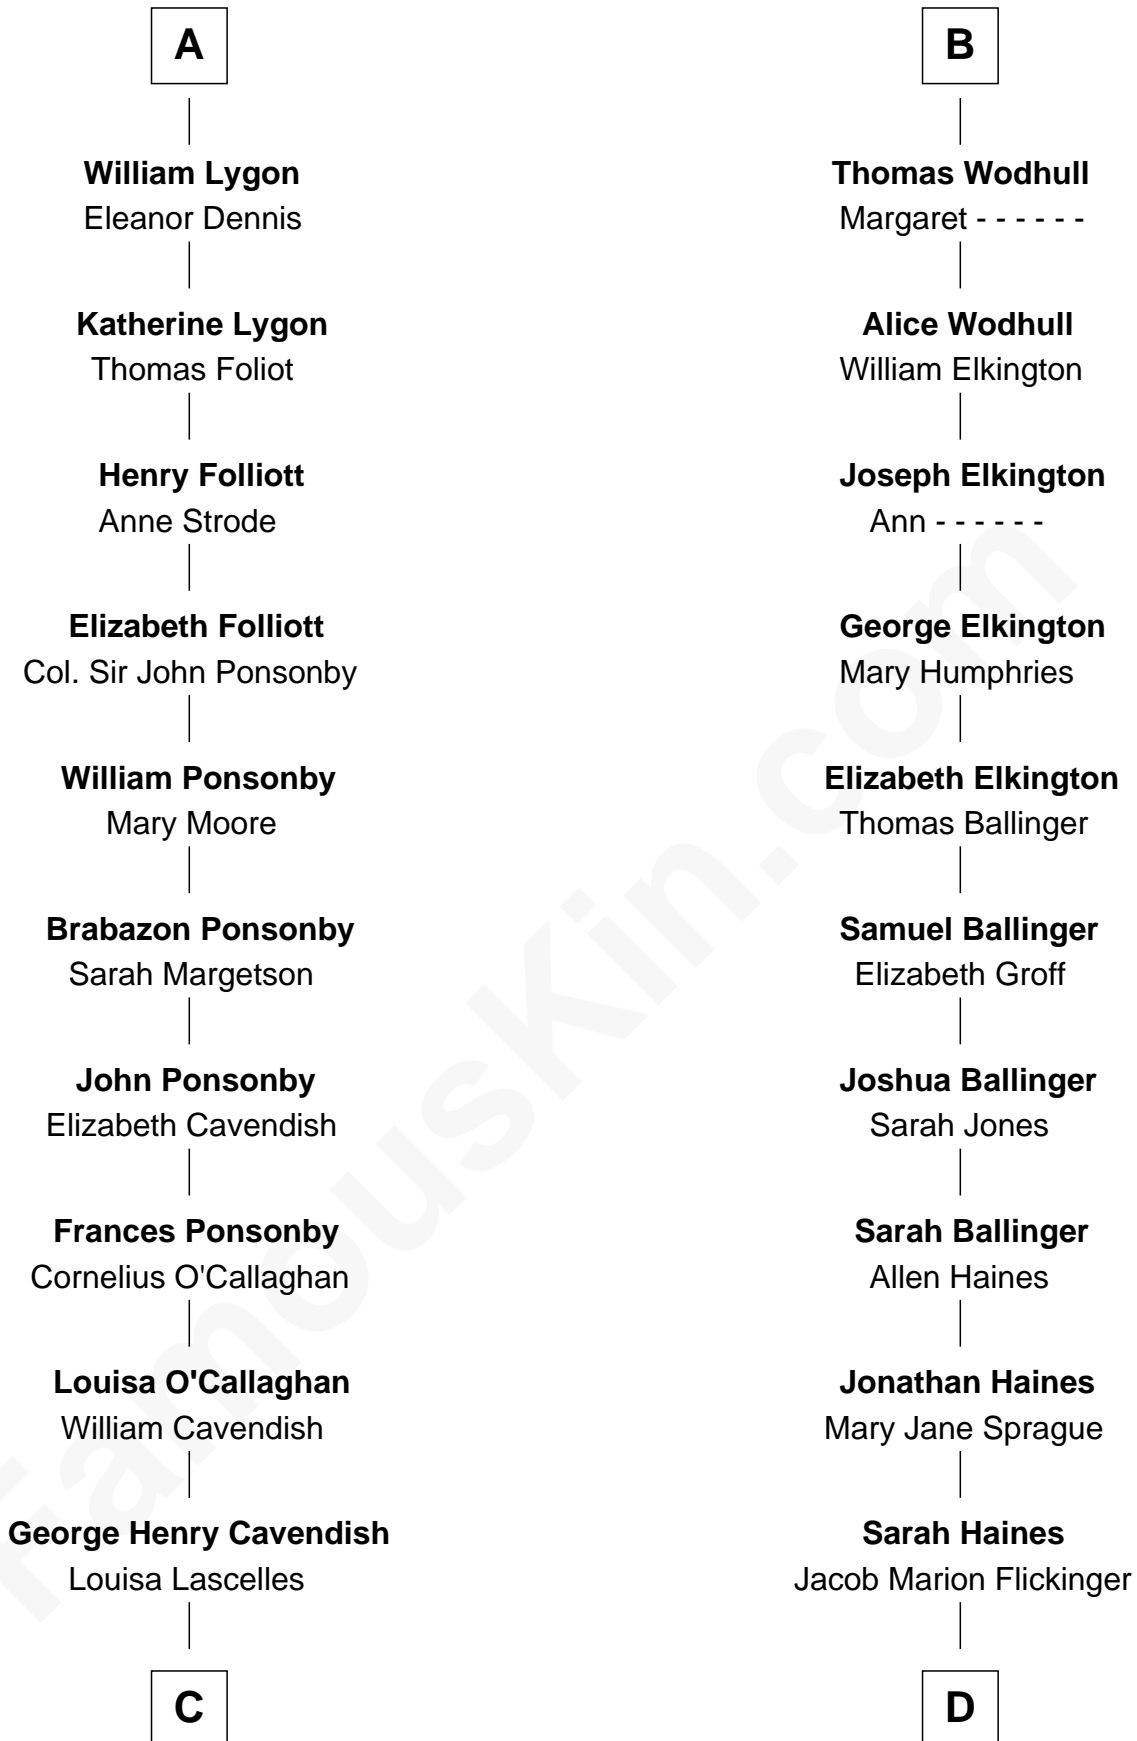 A
William Lygon
Eleanor Dennis
Katherine Lygon
Thomas Foliot
Henry Folliott
Anne Strode
Elizabeth Folliott
Col. Sir John Ponsonby
William Ponsonby
Mary Moore
Brabazon Ponsonby
Sarah Margetson
John Ponsonby
Elizabeth Cavendish
Frances Ponsonby
Cornelius O'Callaghan
Louisa O'Callaghan
William Cavendish
George Henry Cavendish
Louisa Lascelles
C
B
Thomas Wodhull
Margaret - - - - - -
Alice Wodhull
William Elkington
Joseph Elkington
Ann - - - - - -
George Elkington
Mary Humphries
Elizabeth Elkington
Thomas Ballinger
Samuel Ballinger
Elizabeth Groff
Joshua Ballinger
Sarah Jones
Sarah Ballinger
Allen Haines
Jonathan Haines
Mary Jane Sprague
Sarah Haines
Jacob Marion Flickinger
D
FamousKin.com